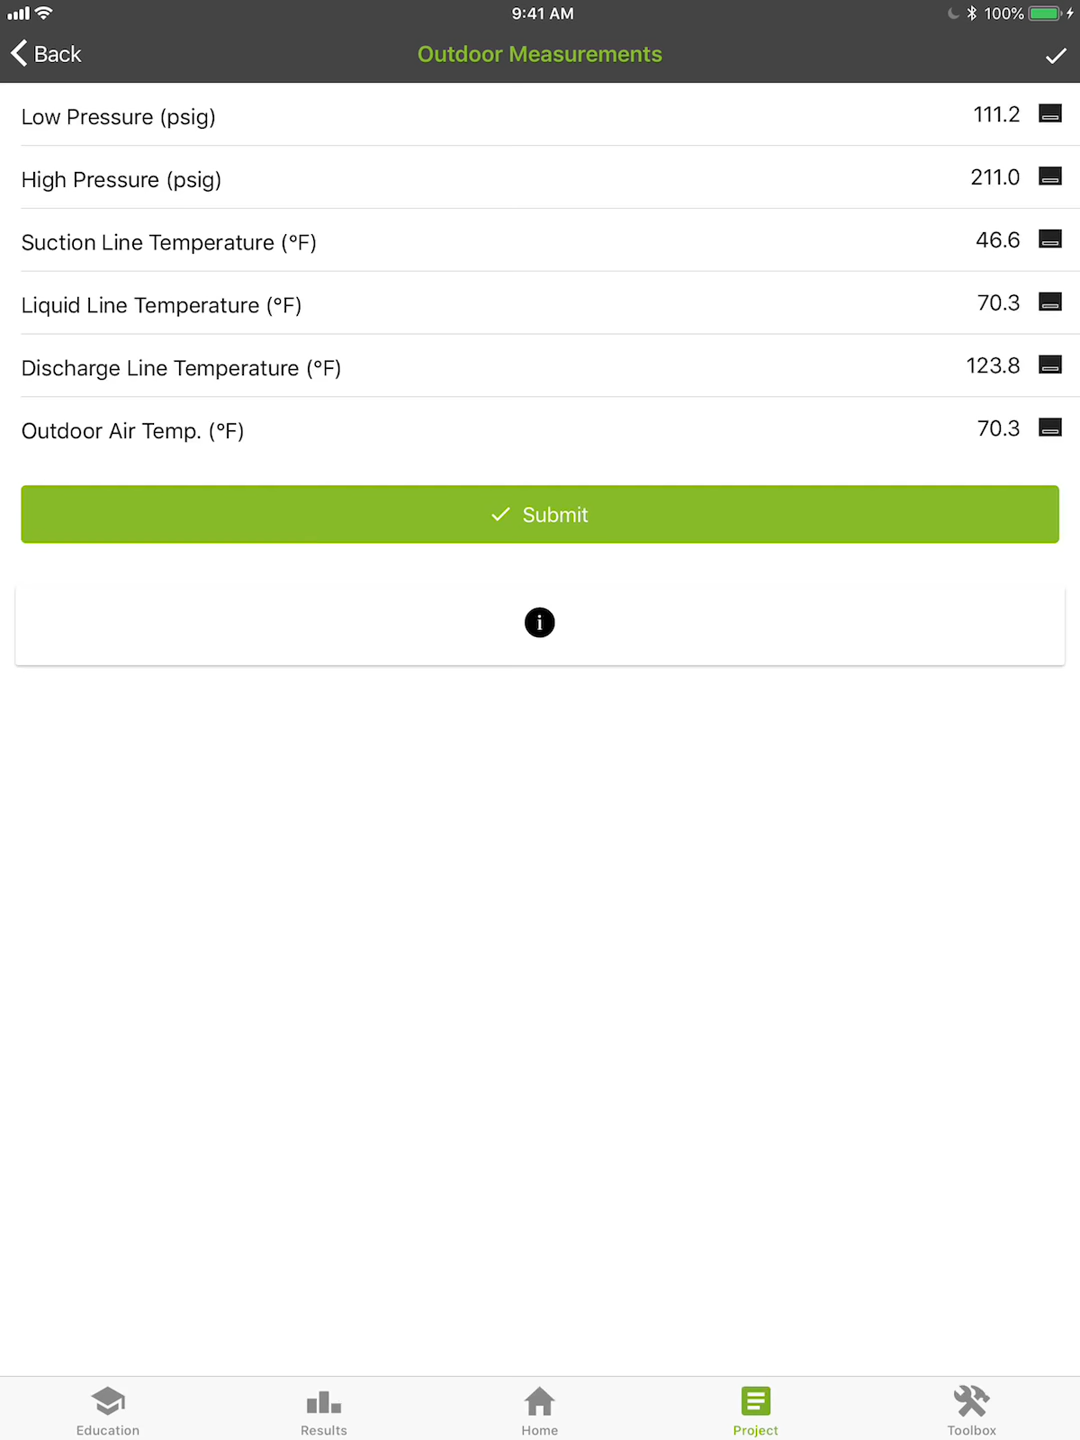 9:41 AM
100%
Back
Outdoor Measurements
Low Pressure (psig) 111.2
High Pressure (psig) 211.0
Suction Line Temperature (°F) 46.6
Liquid Line Temperature (°F) 70.3
Discharge Line Temperature (°F) 123.8
Outdoor Air Temp. (°F) 70.3
Submit
i
Education Results Home Project Toolbox